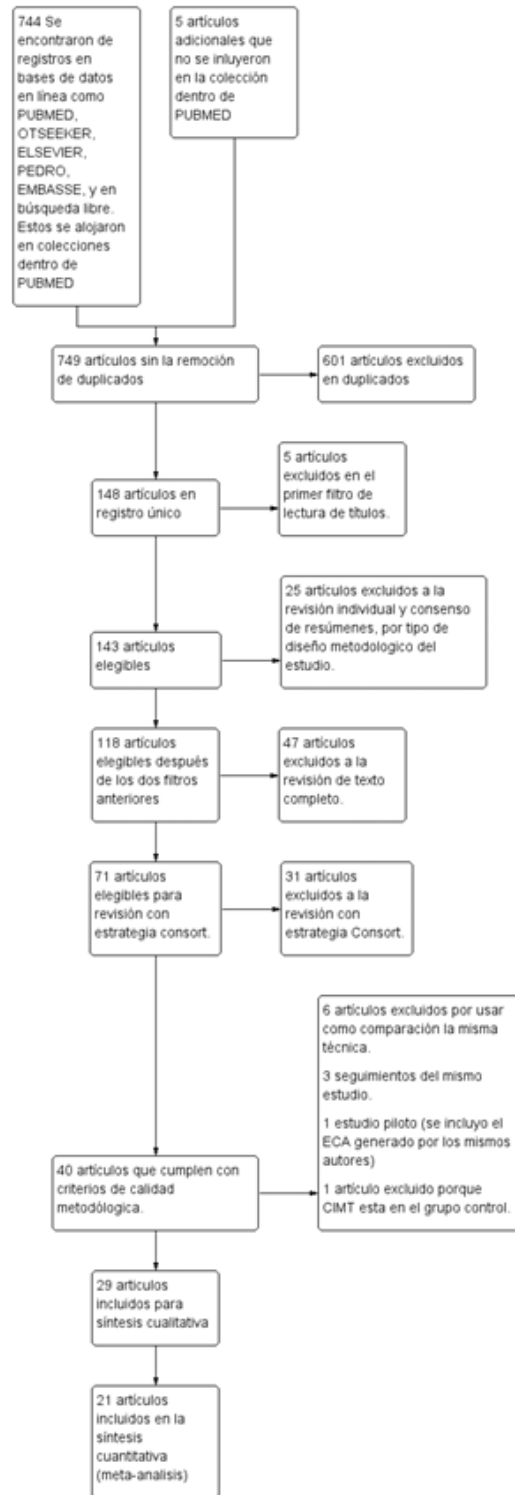 744 Se
encontraron de
registros en
bases de datos
en línea como
PUBMED,
OTSEEKER,
ELSEVIER,
PEDRO,
EMBASSE, y en
búsqueda libre.
Estos se alojaron
en colecciones
dentro de
PUBMED
5 artículos
adicionales que
no se inluyeron
en la colección
dentro de
PUBMED
749 artículos sin la remoción
de duplicados
601 artículos excluidos
en duplicados
148 artículos en
registro único
5 artículos
excluidos en el
primer filtro de
lectura de títulos.
143 artículos
elegibles
25 artículos excluidos a la
revisión individual y consenso
de resúmenes, por tipo de
diseño metodologico del
estudio.
118 artículos
elegibles después
de los dos filtros
anteriores
47 artículos
excluidos a la
revisión de texto
completo.
71 artículos
elegibles para
revisión con
estrategia consort.
31 artículos
excluidos a la
revisión con
estrategia Consort.
6 artículos excluidos por usar
como comparación la misma
técnica.
3 seguimientos del mismo
estudio.
1 estudio piloto (se incluyo el
ECA generado por los mismos
autores)
1 artículo excluido porque
CIMT esta en el grupo control.
40 artículos que cumplen con
criterios de calidad
metodólogica.
29 artículos
incluidos para
síntesis cualitativa
21 artículos
incluidos en la
síntesis
cuantitativa
(meta-analisis)